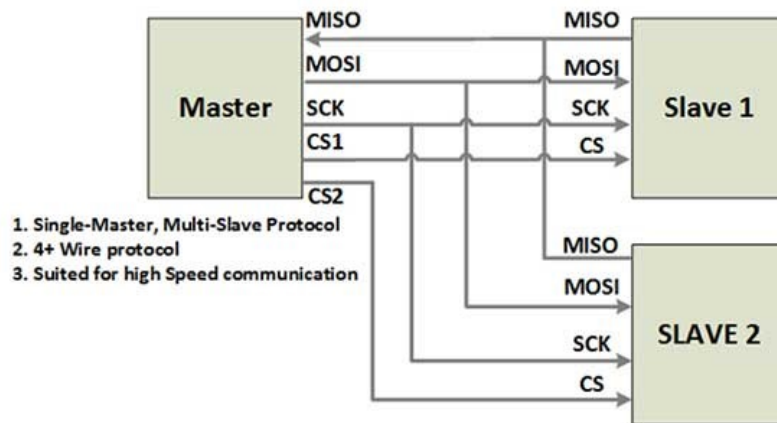 MISO MISO
MOSI MOSI
Master Slave 1
SCK SCK
CS1 CS
CS2
1. Single-Master, Multi-Slave Protocol
2. 4+ Wire protocol
3. Suited for high Speed communication
MISO
MOSI
SLAVE 2
SCK
CS